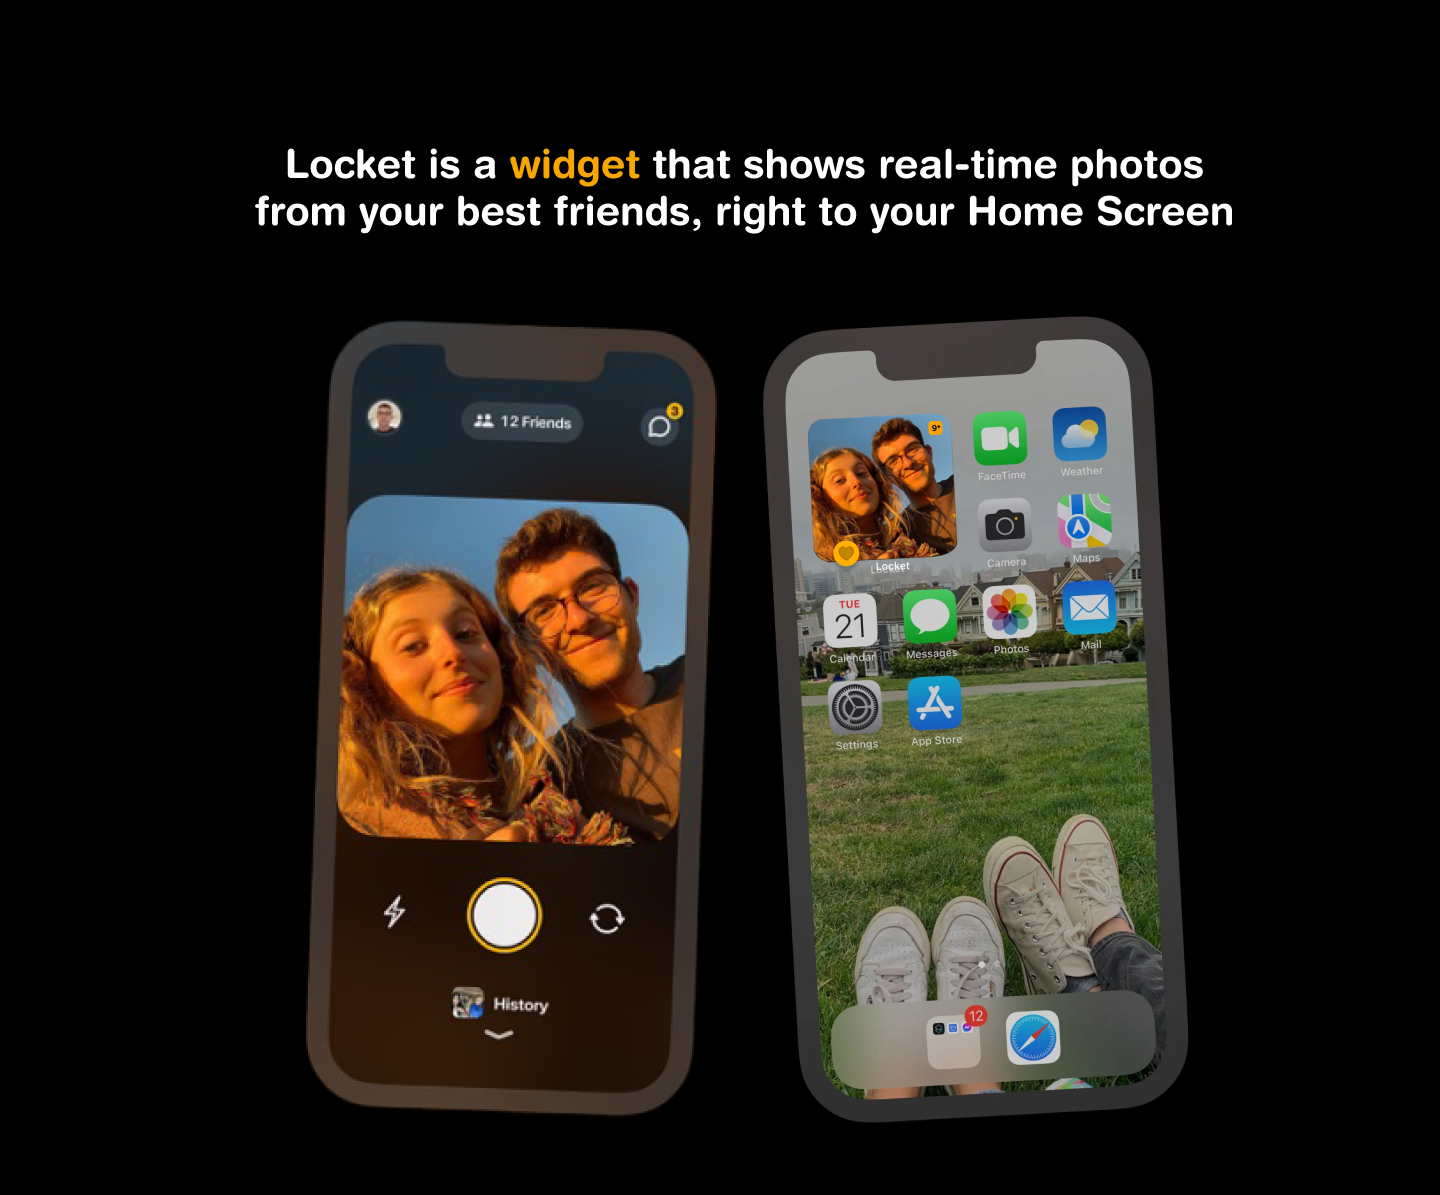 Locket is a widget that shows real-time photos
from your best friends, right to your Home Screen
12 Friends
3
History
9+
Locket
Locket
FaceTime
Weather
Camera
Maps
TUE
21
Calendar
Messages
Photos
Mail
Settings
App Store
12